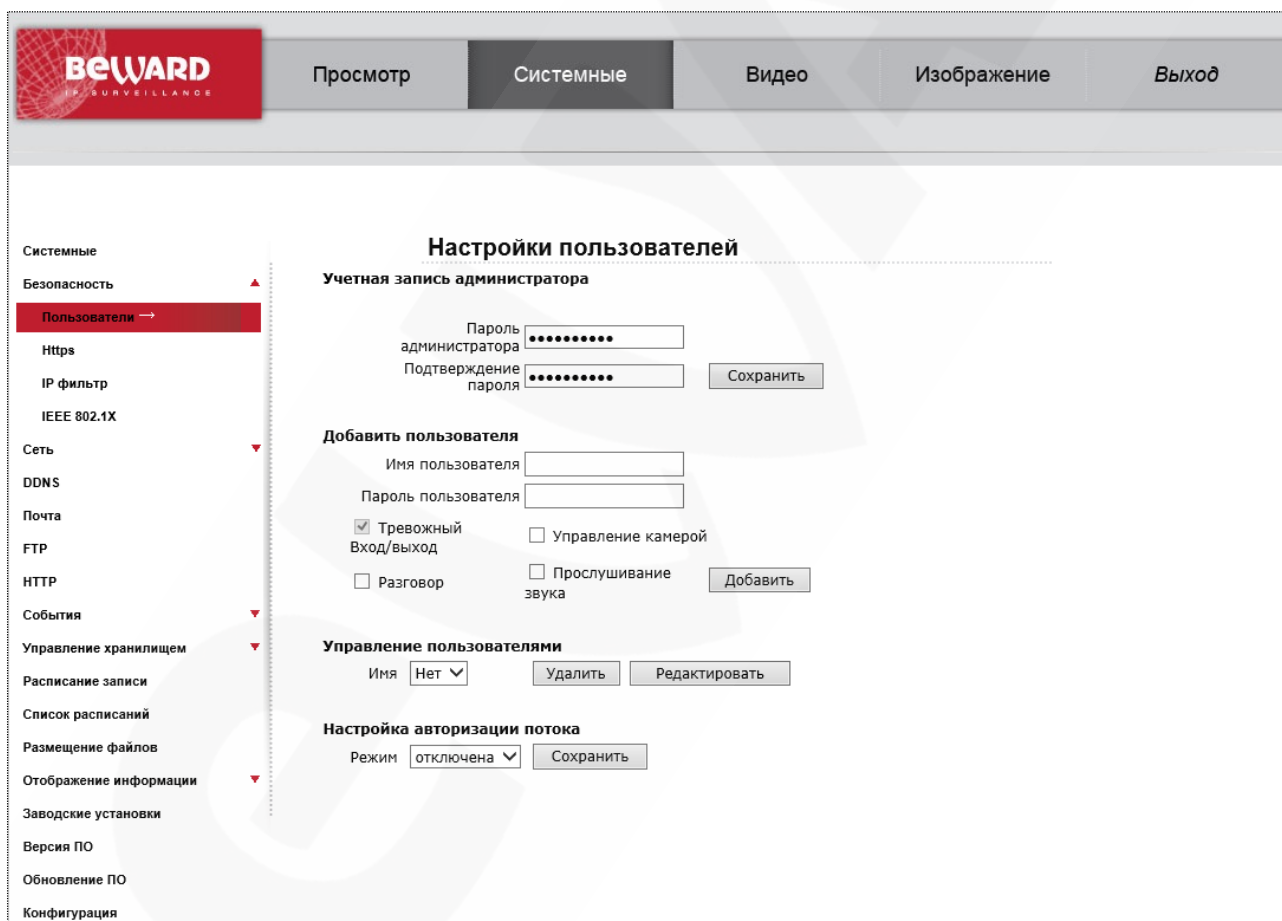 BEWARD
IP SURVEILLANCE
Просмотр
Системные
Видео
Изображение
Выход
Системные
Безопасность
Пользователи →
Https
IP фильтр
IEEE 802.1X
Сеть
DDNS
Почта
FTP
HTTP
События
Управление хранилищем
Расписание записи
Список расписаний
Размещение файлов
Отображение информации
Заводские установки
Версия ПО
Обновление ПО
Конфигурация
Настройки пользователей
Учетная запись администратора
Пароль
администратора
••••••••••
Подтверждение
пароля
••••••••••
Сохранить
Добавить пользователя
Имя пользователя
Пароль пользователя
Тревожный
Вход/выход
Управление камерой
Разговор
Прослушивание
звука
Добавить
Управление пользователями
Имя Нет Удалить Редактировать
Настройка авторизации потока
Режим отключена Сохранить